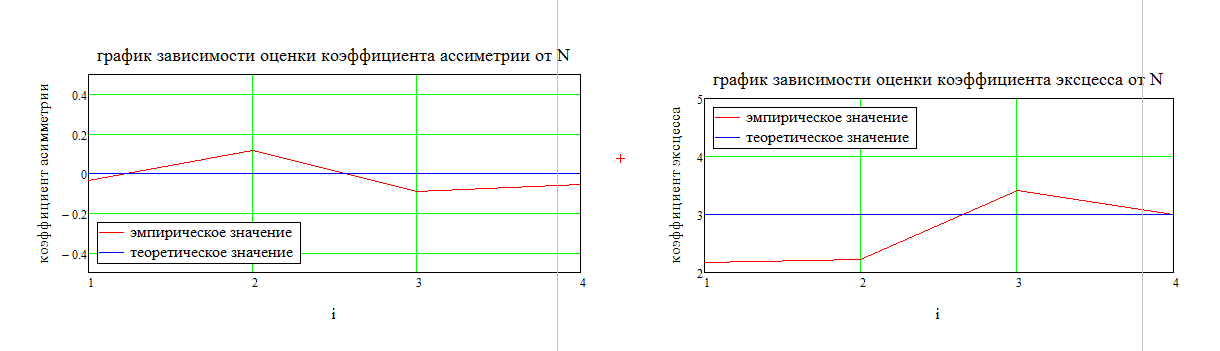 график зависимости оценки коэффициента ассиметрии от N
коэффициент асимметрии
0.4
0.2
0
− 0.2
− 0.4
эмпирическое значение
теоретическое значение
1
2
3
4
i
график зависимости оценки коэффициента эксцесса от N
коэффициент эксцесса
5
4
3
2
эмпирическое значение
теоретическое значение
1
2
3
4
i